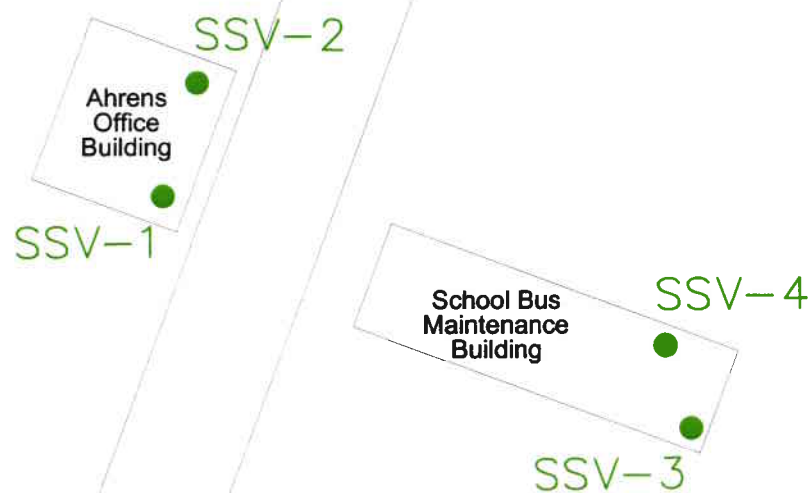 SSV-2
Ahrens
Office
Building
SSV-1
SSV-4
School Bus
Maintenance
Building
SSV-3